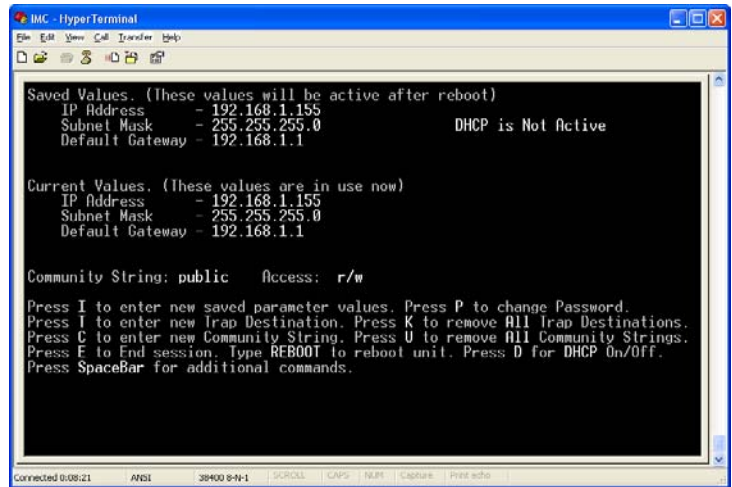 IMC - HyperTerminal
File Edit View Call Transfer Help
Saved Values. (These values will be active after reboot)
IP Address - 192.168.1.155
Subnet Mask - 255.255.255.0 DHCP is Not Active
Default Gateway - 192.168.1.1
Current Values. (These values are in use now)
IP Address - 192.168.1.155
Subnet Mask - 255.255.255.0
Default Gateway - 192.168.1.1
Community String: public Access: r/w
Press I to enter new saved parameter values. Press P to change Password.
Press T to enter new Trap Destination. Press K to remove All Trap Destinations.
Press C to enter new Community String. Press U to remove All Community Strings.
Press E to End session. Type REBOOT to reboot unit. Press D for DHCP On/Off.
Press SpaceBar for additional commands.
Connected 0:08:21 ANSI 38400 8-N-1 SCROLL CAPS NUM Capture Print echo